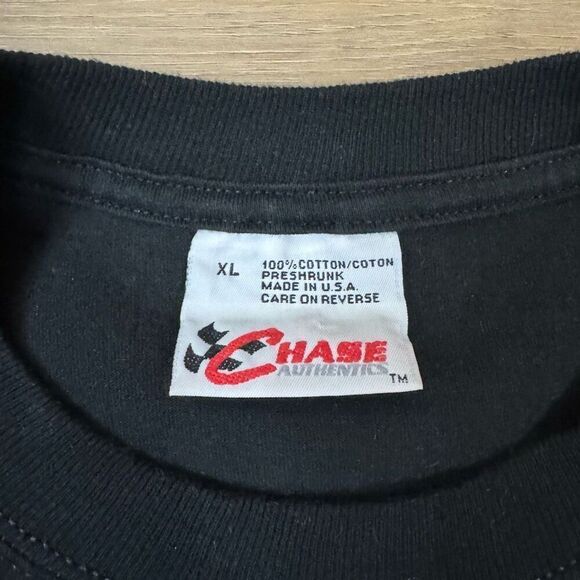 XL
100% COTTON/COTON
PRESHRUNK
MADE IN U.S.A.
CARE ON REVERSE
CHASE
AUTHENTICS TM